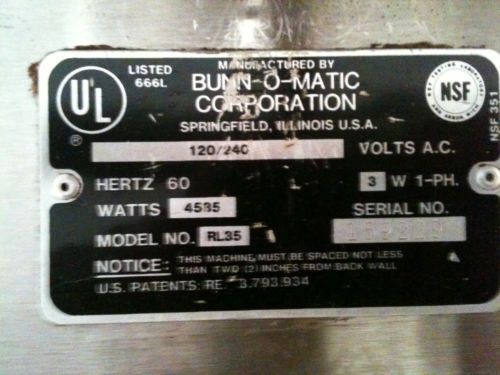 UL
®
LISTED
666L
MANUFACTURED BY
BUNN-O-MATIC
CORPORATION
SPRINGFIELD, ILLINOIS U.S.A.
NSF
NSF 351
120/240 VOLTS A.C.
HERTZ 60 3 W 1-PH.
WATTS 4535 SERIAL NO.
MODEL NO. RL35
NOTICE: THIS MACHINE MUST BE SPACED NOT LESS
THAN TWO (2) INCHES FROM BACK WALL
U.S. PATENTS: RE. 3,793,934